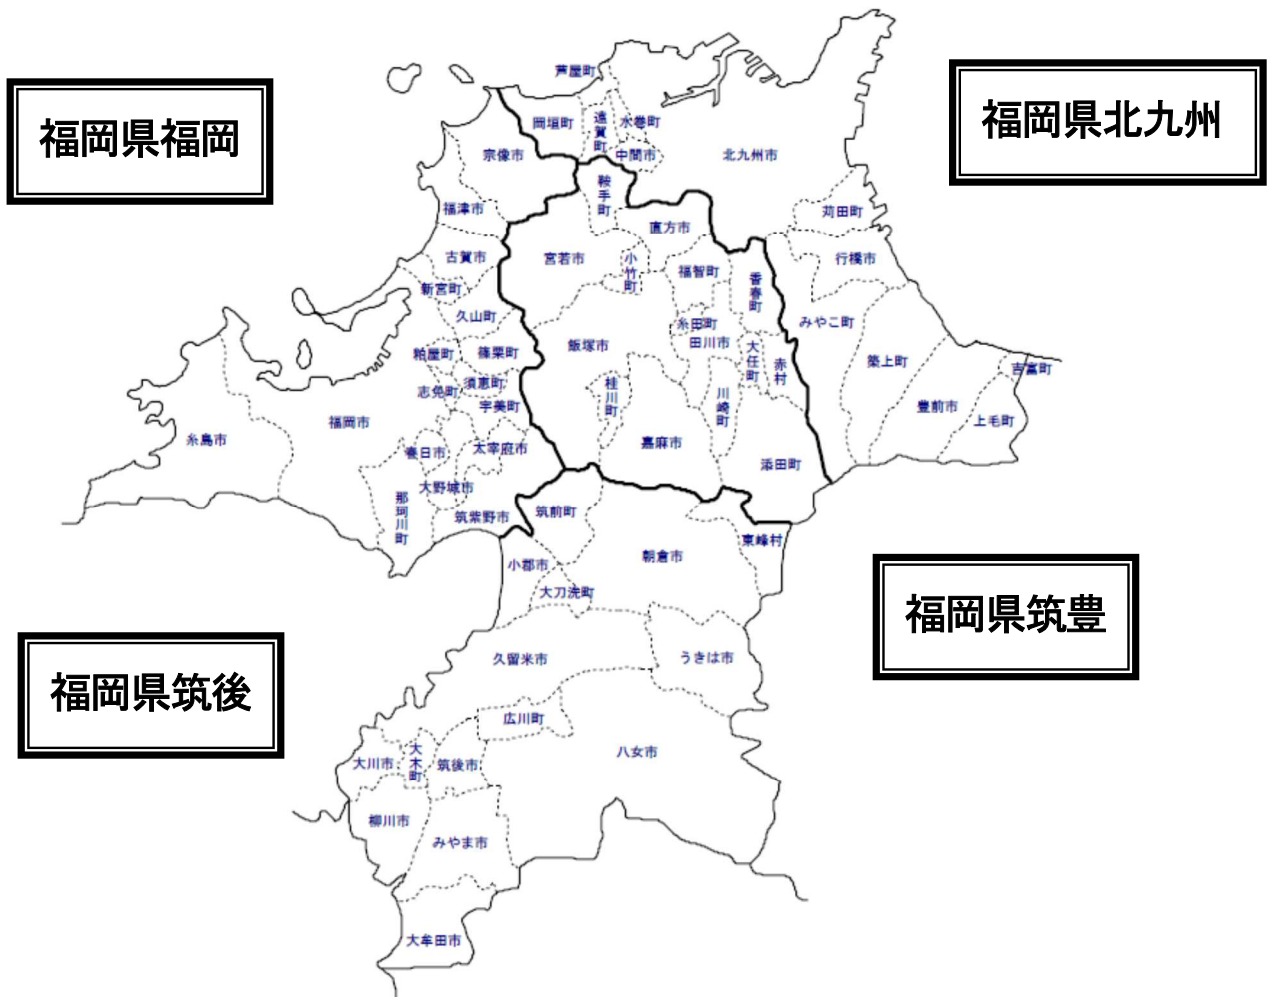 芦屋町
福岡県福岡
福岡県北九州
岡垣町
遠賀町
水巻町
宗像市
中間市
北九州市
鞍手町
福津市
直方市
苅田町
古賀市
宮若市
小竹町
福智町
香春町
行橋市
新宮町
久山町
糸田町
みやこ町
粕屋町
篠栗町
飯塚市
田川市
大任町
赤村
築上町
吉富町
志免町
須恵町
宇美町
桂川町
川崎町
豊前市
上毛町
糸島市
福岡市
春日市
太宰府市
嘉麻市
添田町
大野城市
那珂川町
筑紫野市
筑前町
東峰村
小郡市
朝倉市
大刀洗町
福岡県筑豊
久留米市
うきは市
福岡県筑後
広川町
大川市
大木町
筑後市
八女市
柳川市
みやま市
大牟田市